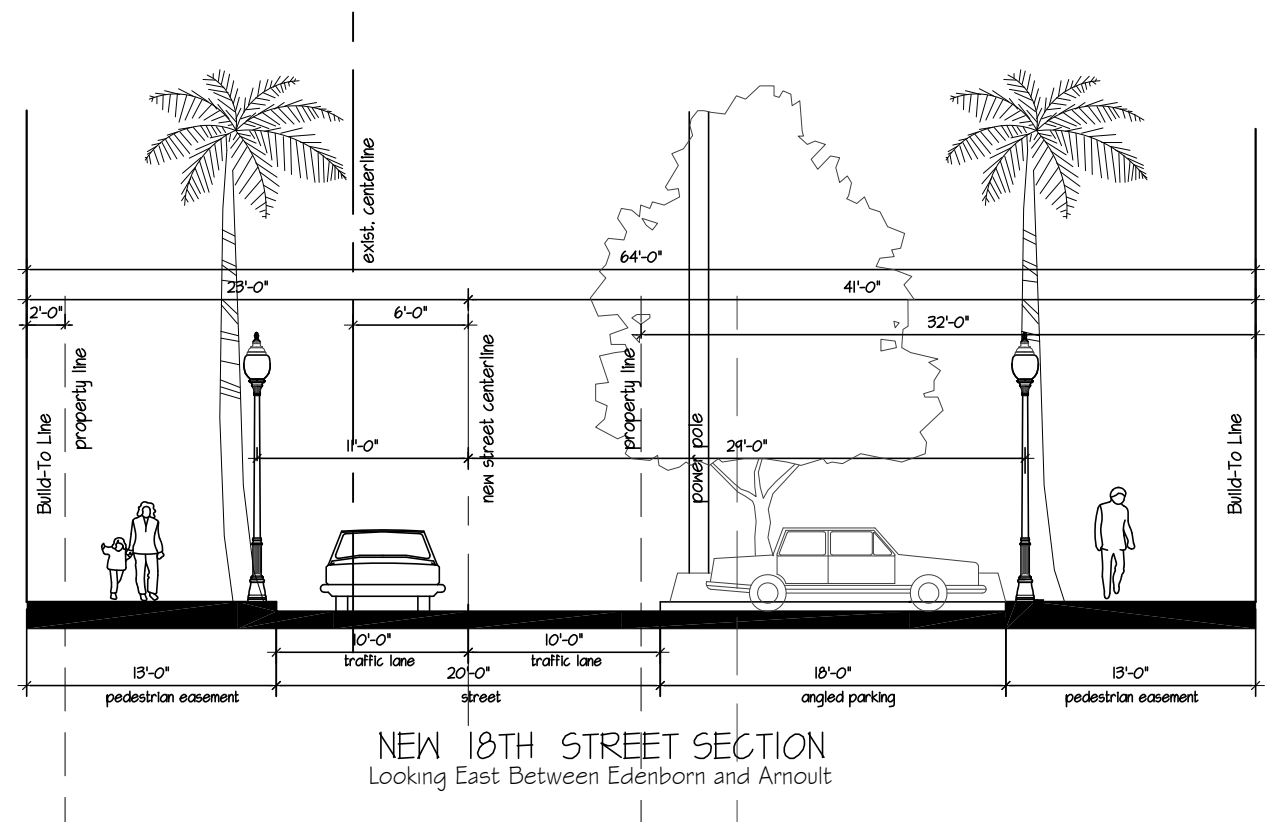 exist. centerline
64'-0"
23'-0"
41'-0"
2'-0"
6'-0"
32'-0"
property line
new street centerline
property line
Build-To Line
power pole
Build-To Line
11'-0"
29'-0"
10'-0"
10'-0"
traffic lane
traffic lane
13'-0"
20'-0"
18'-0"
13'-0"
pedestrian easement
street
angled parking
pedestrian easement
NEW 18TH STREET SECTION
Looking East Between Edenborn and Arnoult